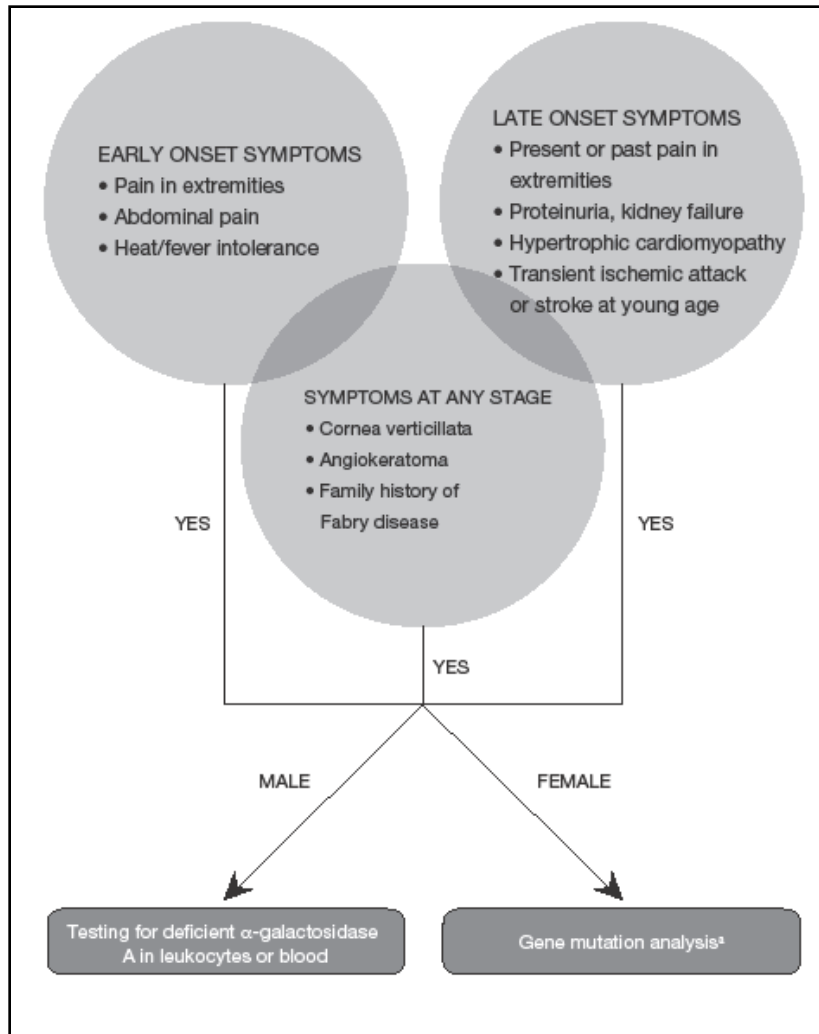 EARLY ONSET SYMPTOMS
• Pain in extremities
• Abdominal pain
• Heat/fever intolerance
LATE ONSET SYMPTOMS
• Present or past pain in
extremities
• Proteinuria, kidney failure
• Hypertrophic cardiomyopathy
• Transient ischemic attack
or stroke at young age
SYMPTOMS AT ANY STAGE
• Cornea verticillata
• Angiokeratoma
• Family history of
Fabry disease
YES
YES
YES
MALE
FEMALE
Testing for deficient α-galactosidase
A in leukocytes or blood
Gene mutation analysisª